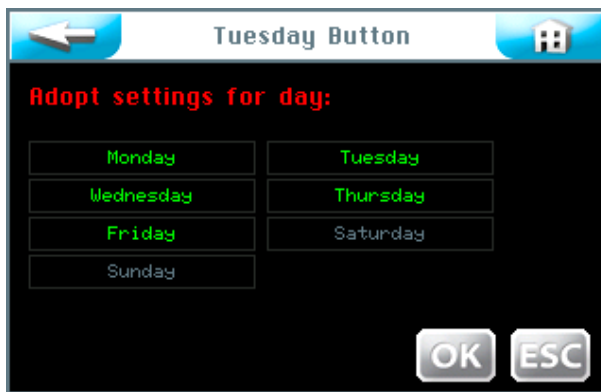 Tuesday Button
Adopt settings for day:
Monday Tuesday
Wednesday Thursday
Friday Saturday
Sunday
OK ESC